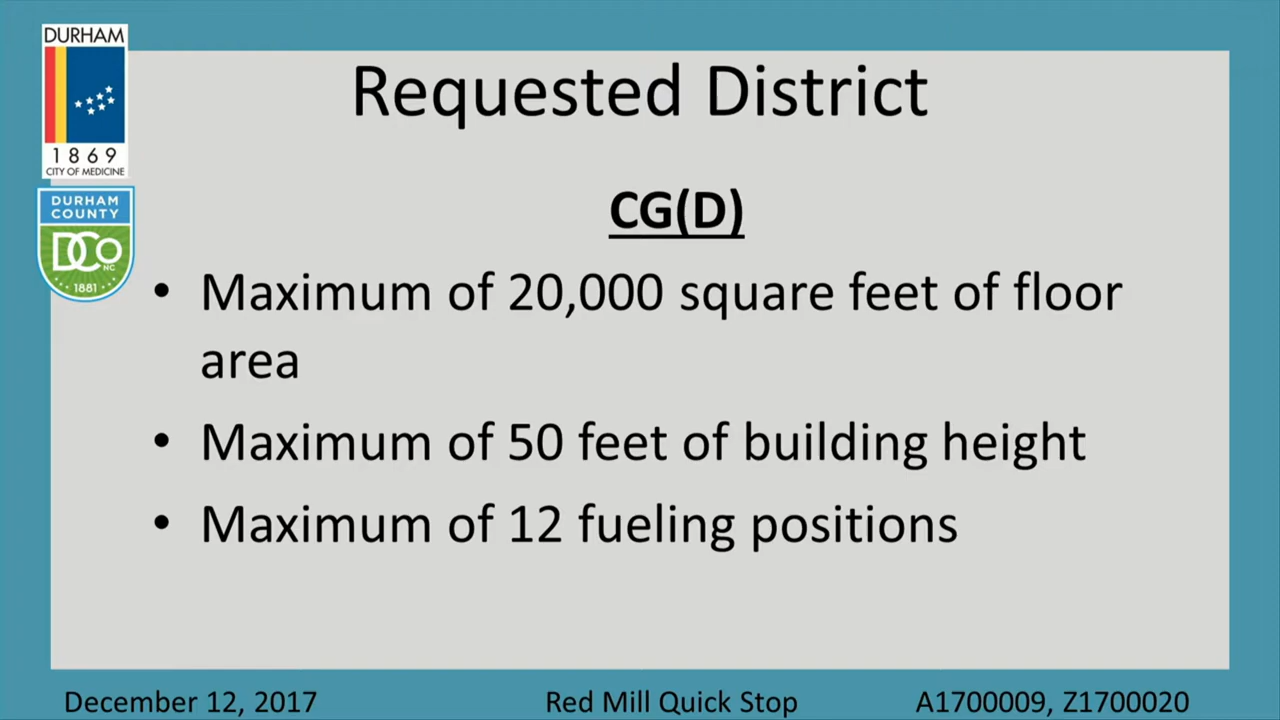 DURHAM
1869
CITY OF MEDICINE
DURHAM
COUNTY
DCo
NC
1881
Requested District
CG(D)
• Maximum of 20,000 square feet of floor
area
• Maximum of 50 feet of building height
• Maximum of 12 fueling positions
December 12, 2017
Red Mill Quick Stop
A1700009, Z1700020